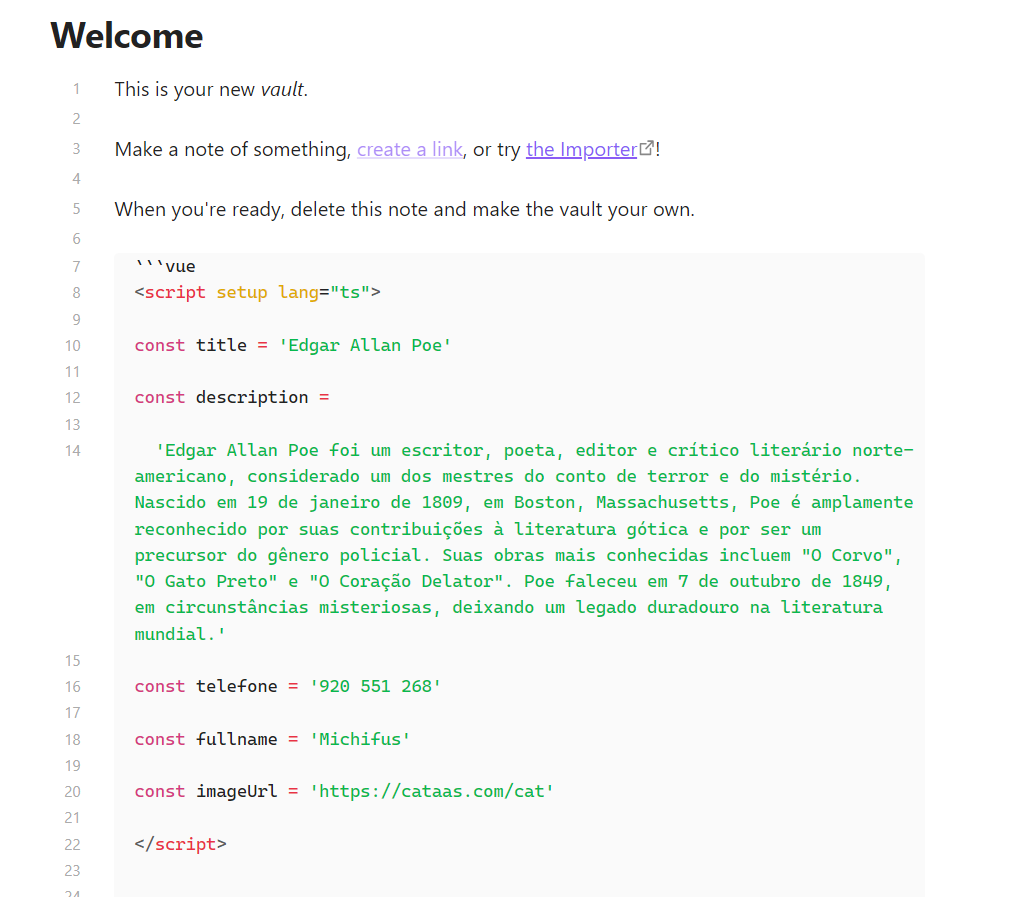 Welcome
1 This is your new vault.
2
3 Make a note of something, create a link, or try the Importer!
4
5 When you're ready, delete this note and make the vault your own.
6
7 ```vue
8 <script setup lang="ts">
9
10 const title = 'Edgar Allan Poe'
11
12 const description =
13
14 'Edgar Allan Poe foi um escritor, poeta, editor e crítico literário norte-
americano, considerado um dos mestres do conto de terror e do mistério.
Nascido em 19 de janeiro de 1809, em Boston, Massachusetts, Poe é amplamente
reconhecido por suas contribuições à literatura gótica e por ser um
precursor do gênero policial. Suas obras mais conhecidas incluem "O Corvo",
"O Gato Preto" e "O Coração Delator". Poe faleceu em 7 de outubro de 1849,
em circunstâncias misteriosas, deixando um legado duradouro na literatura
mundial.'
15
16 const telefone = '920 551 268'
17
18 const fullname = 'Michifus'
19
20 const imageUrl = 'https://cataas.com/cat'
21
22 </script>
23
24